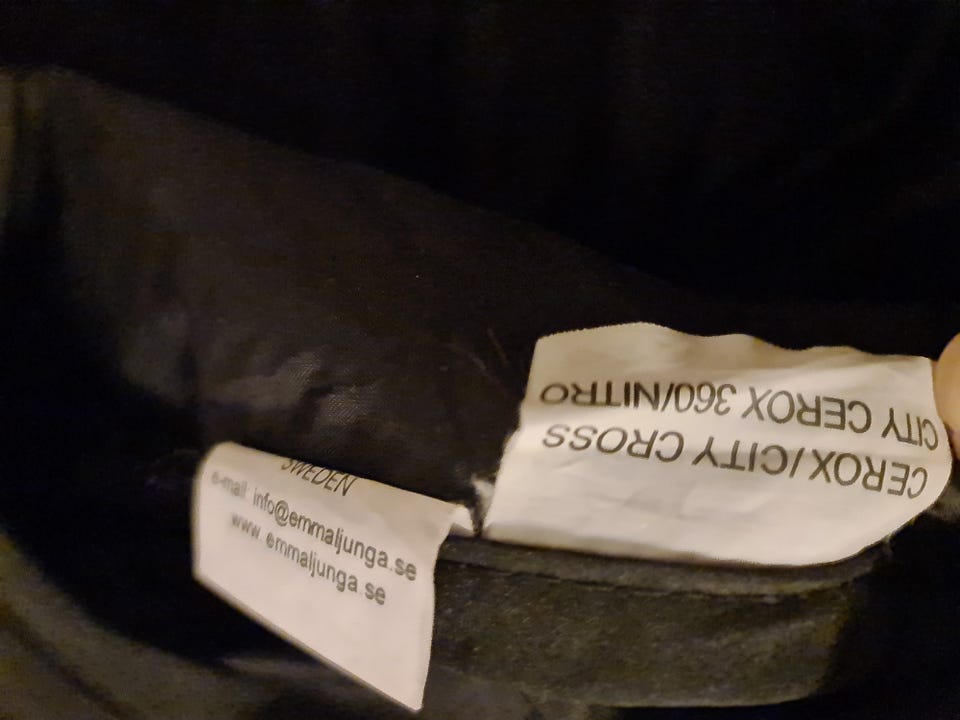 SWEDEN
e-mail: info@emmaljunga.se
www.emmaljunga.se
CEROX/CITY CROSS
CITY CEROX 360/NITRO